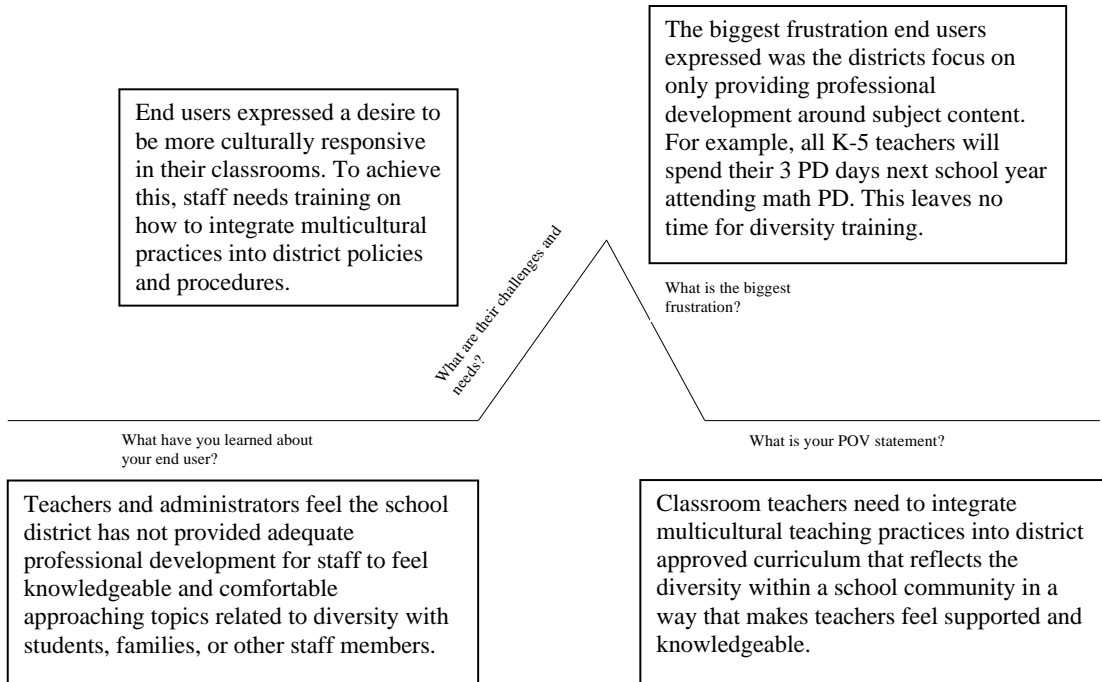 The biggest frustration end users
expressed was the districts focus on
only providing professional
development around subject content.
For example, all K-5 teachers will
spend their 3 PD days next school year
attending math PD. This leaves no
time for diversity training.
End users expressed a desire to
be more culturally responsive
in their classrooms. To achieve
this, staff needs training on
how to integrate multicultural
practices into district policies
and procedures.
What are their challenges and
needs?
What is the biggest
frustration?
What have you learned about
your end user?
What is your POV statement?
Teachers and administrators feel the school
district has not provided adequate
professional development for staff to feel
knowledgeable and comfortable
approaching topics related to diversity with
students, families, or other staff members.
Classroom teachers need to integrate
multicultural teaching practices into district
approved curriculum that reflects the
diversity within a school community in a
way that makes teachers feel supported and
knowledgeable.